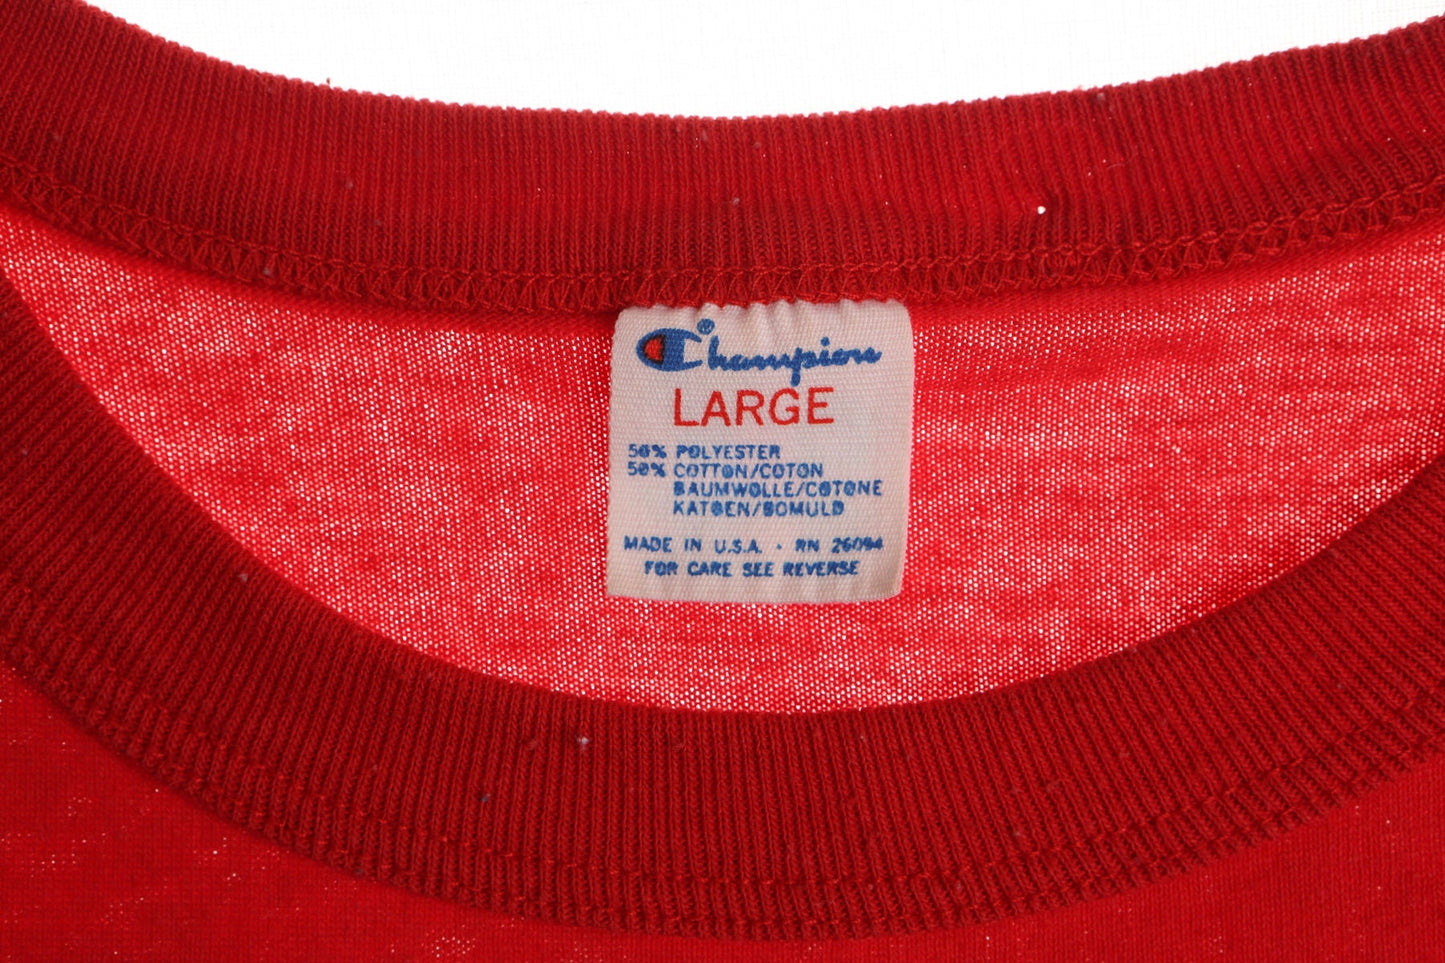 Champion
LARGE
50% POLYESTER
50% COTTON/COTON
BAUMWOLLE/COTONE
KATOEN/BOMULD
MADE IN U.S.A. · RN 26094
FOR CARE SEE REVERSE